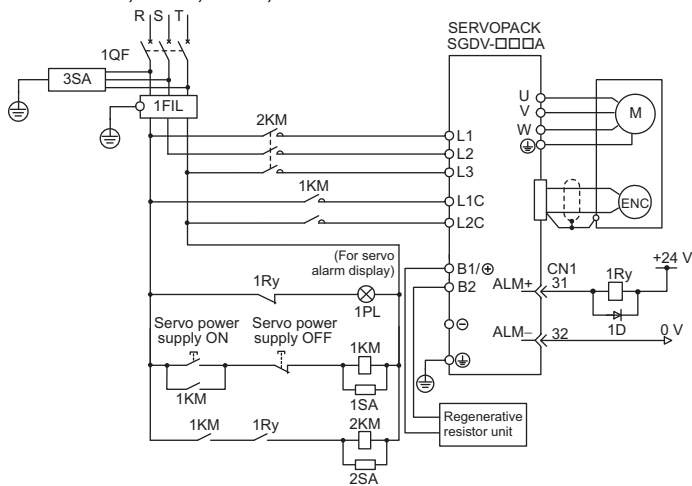 R S T
SERVOPACK
SGDV-□□□A
1QF
3SA
1FIL
U
V
W
M
2KM
L1
L2
L3
1KM
L1C
L2C
ENC
(For servo
alarm display)
B1/⊕
B2
ALM+
CN1
31
1Ry
+24 V
1Ry
1PL
1D
ALM−
32
0 V
Servo power
supply ON
Servo power
supply OFF
1KM
1KM
1SA
⊖
Regenerative
resistor unit
1KM
1Ry
2KM
2SA